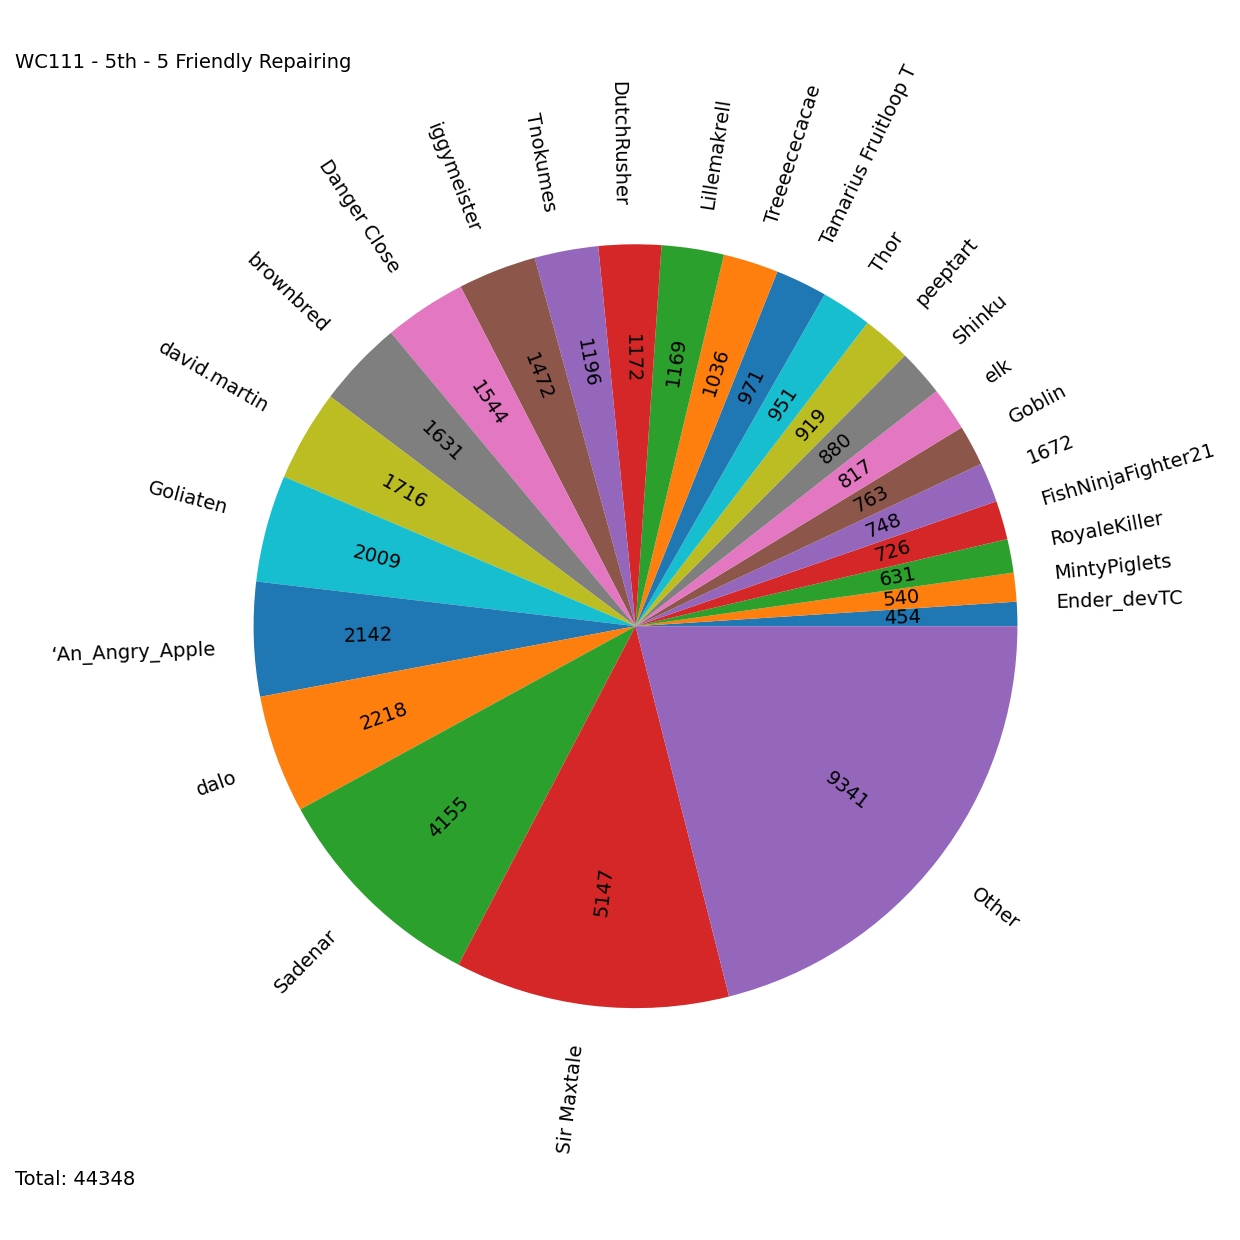 WC111 - 5th - 5 Friendly Repairing
DutchRusher
1172
Lillemakrell
1169
Treeeececacae
1036
Tamarius Fruitloop T
971
Thor
951
peeptart
919
Shinku
880
elk
817
Goblin
763
1672
748
FishNinjaFighter21
726
RoyaleKiller
631
MintyPiglets
540
Ender_devTC
454
Other
9341
Sir Maxtale
5147
Sadenar
4155
dalo
2218
‘An_Angry_Apple
2142
Goliaten
2009
david.martin
1716
brownbred
1631
Danger Close
1544
iggymeister
1472
Tnokumes
1196
Total: 44348